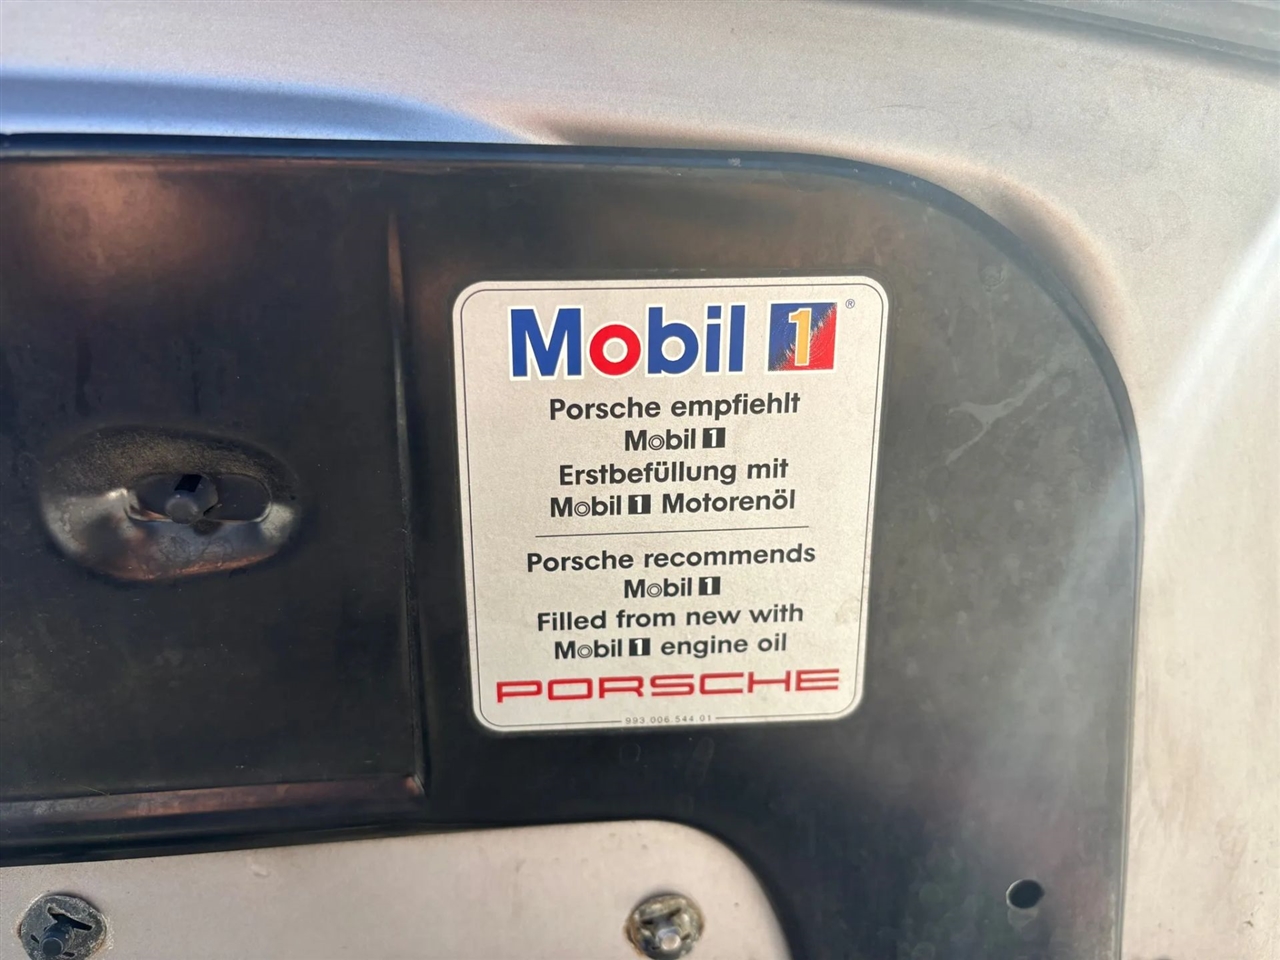 Mobil 1 ®
Porsche empfiehlt
Mobil 1
Erstbefüllung mit
Mobil 1 Motorenöl
Porsche recommends
Mobil 1
Filled from new with
Mobil 1 engine oil
PORSCHE
993.006.544.01